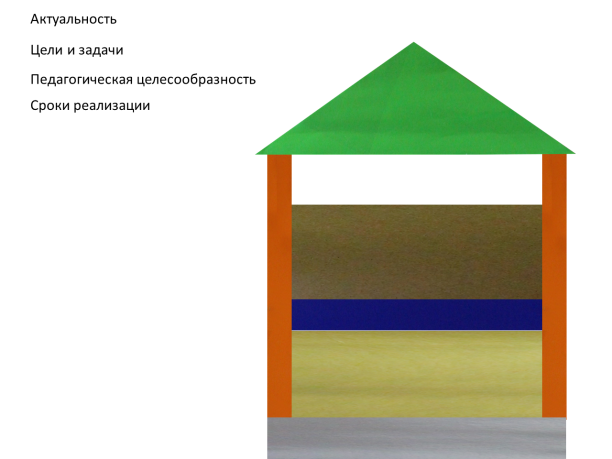 Актуальность
Цели и задачи
Педагогическая целесообразность
Сроки реализации